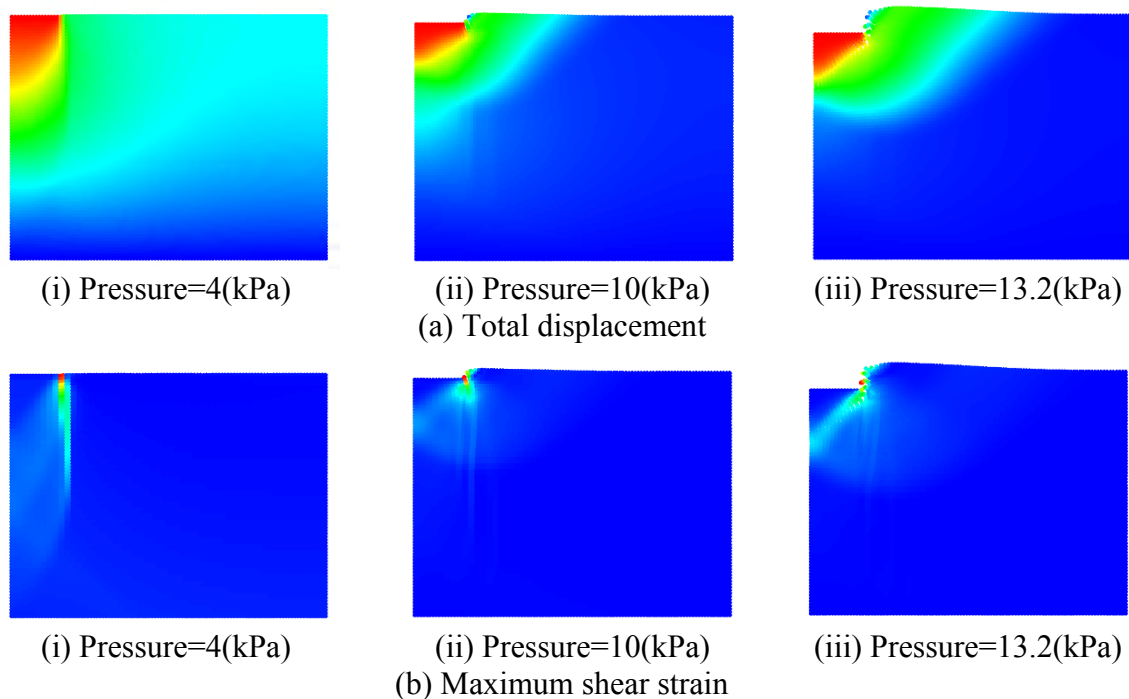 (i) Pressure=4(kPa) (ii) Pressure=10(kPa) (iii) Pressure=13.2(kPa)
(a) Total displacement
(i) Pressure=4(kPa) (ii) Pressure=10(kPa) (iii) Pressure=13.2(kPa)
(b) Maximum shear strain